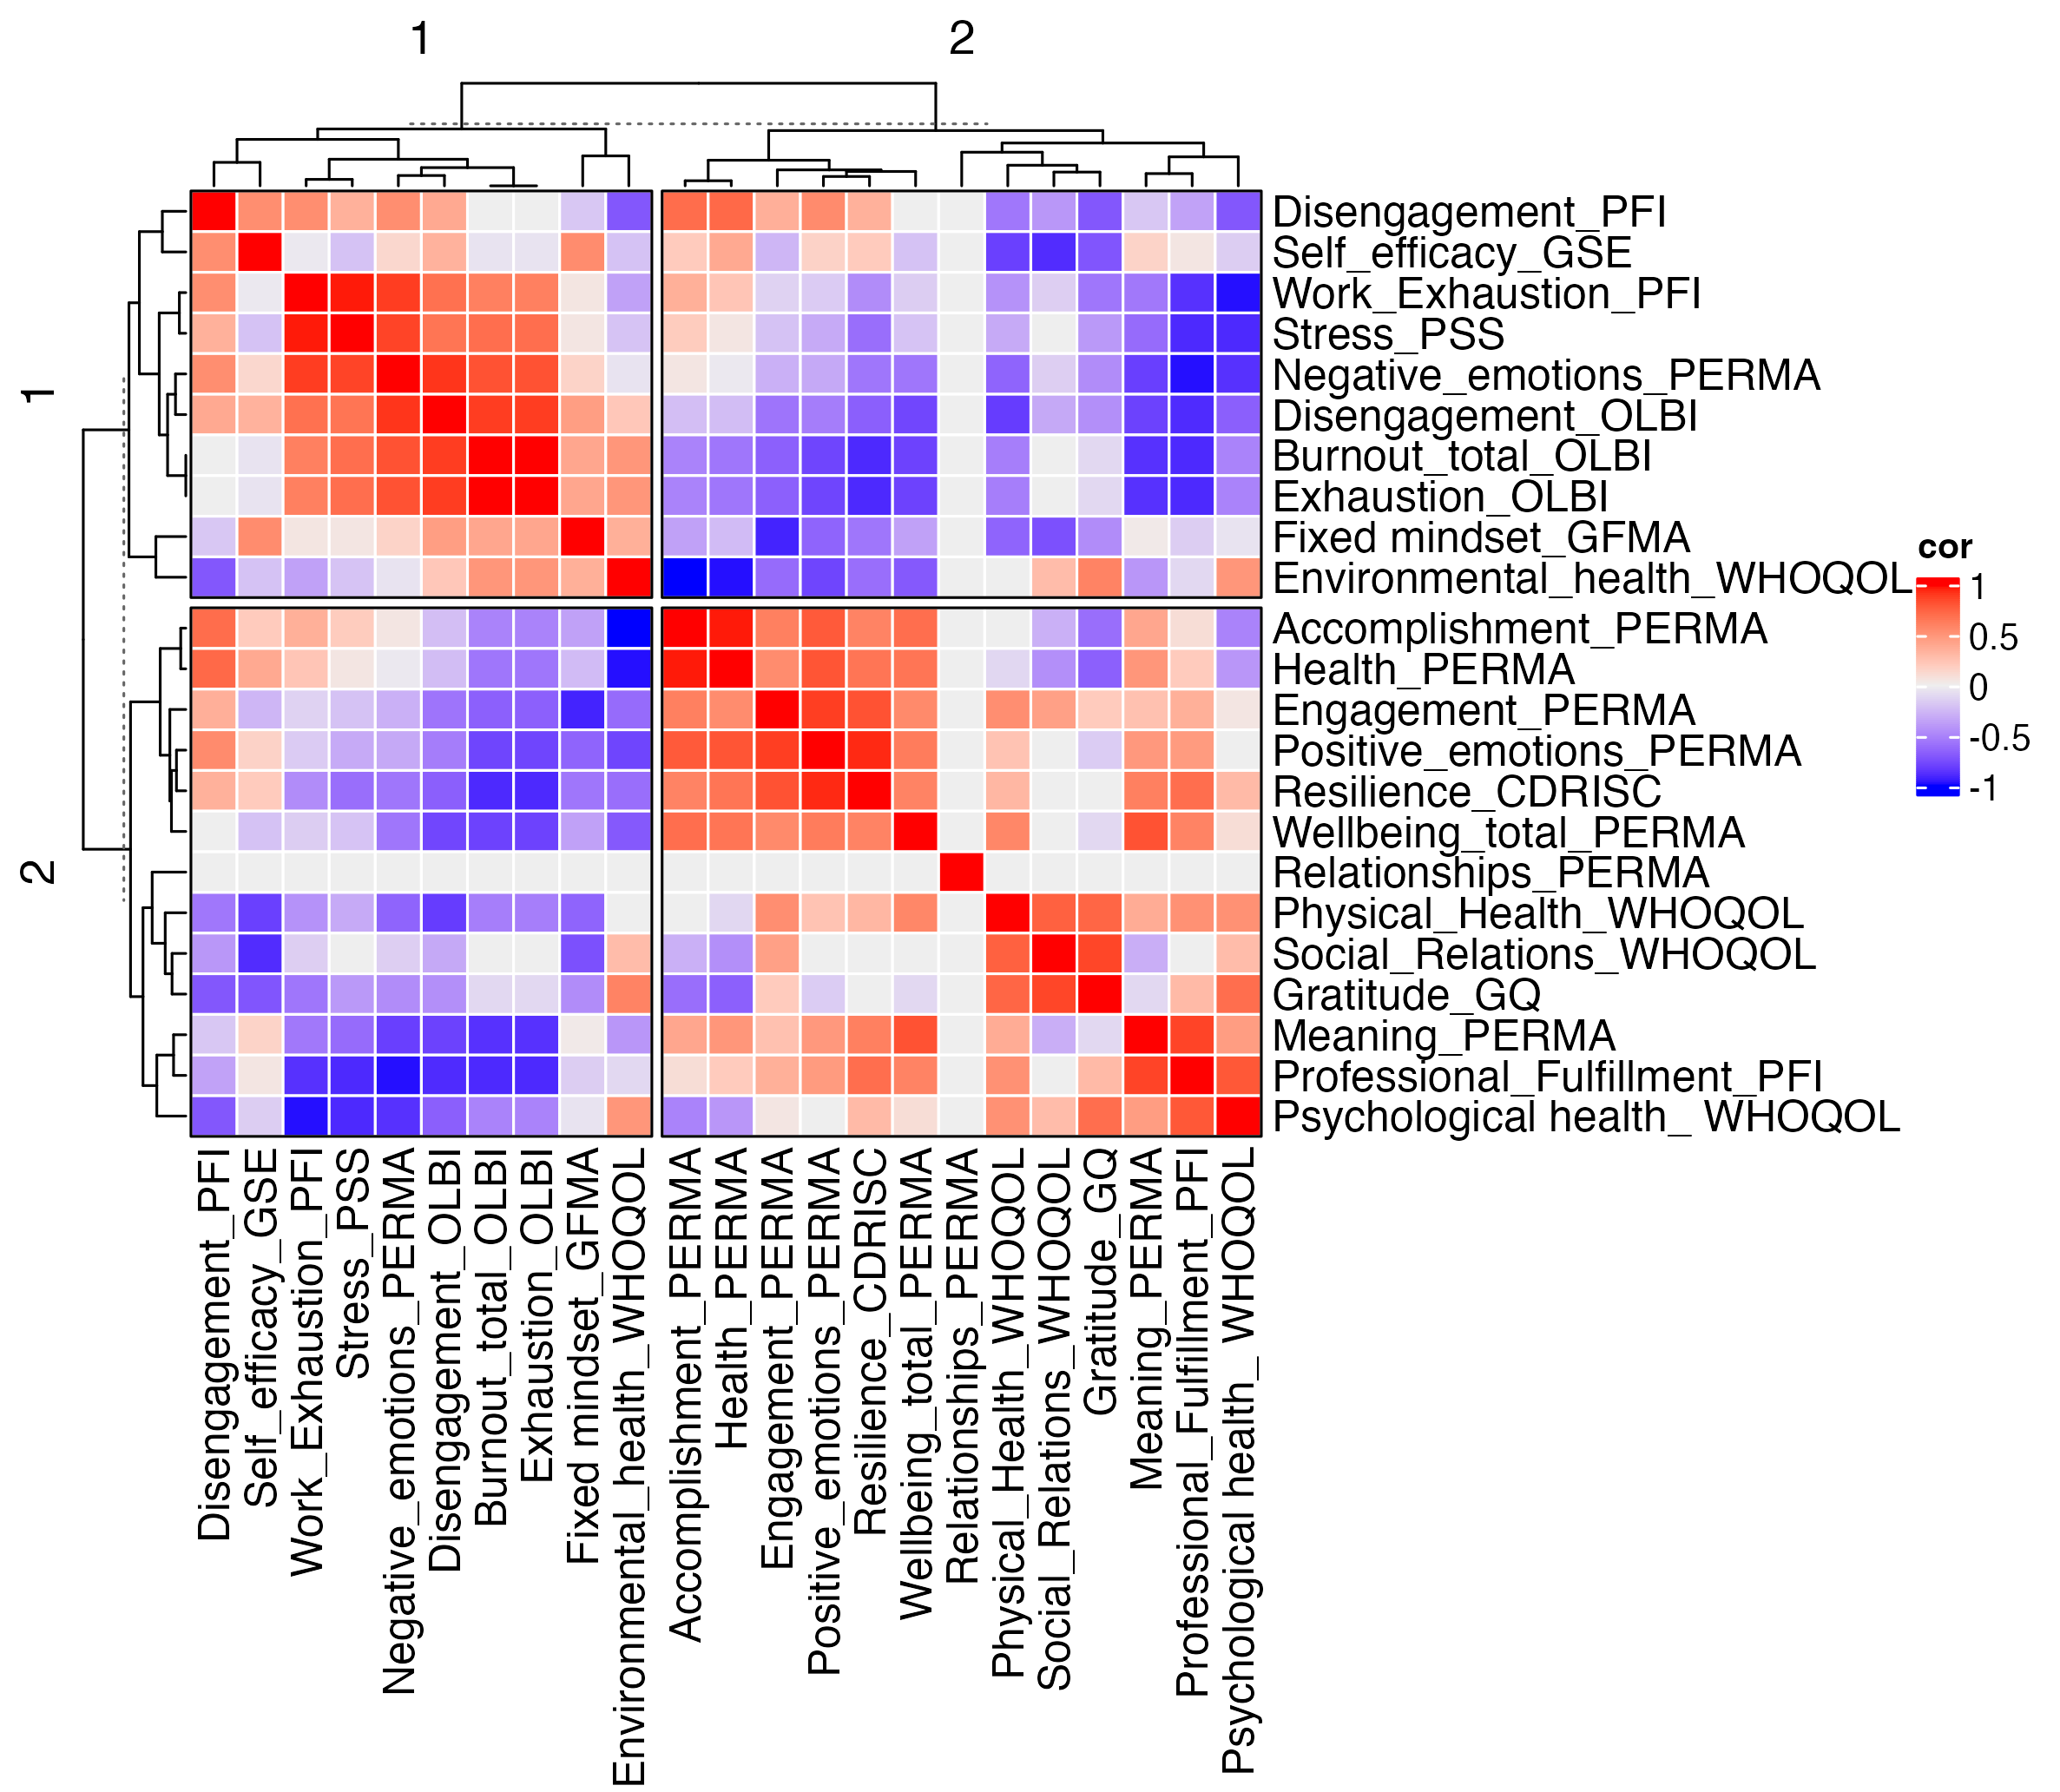 1
2
1
2
Disengagement_PFI
Self_efficacy_GSE
Work_Exhaustion_PFI
Stress_PSS
Negative_emotions_PERMA
Disengagement_OLBI
Burnout_total_OLBI
Exhaustion_OLBI
Fixed mindset_GFMA
Environmental_health_WHOQOL
Accomplishment_PERMA
Health_PERMA
Engagement_PERMA
Positive_emotions_PERMA
Resilience_CDRISC
Wellbeing_total_PERMA
Relationships_PERMA
Physical_Health_WHOQOL
Social_Relations_WHOQOL
Gratitude_GQ
Meaning_PERMA
Professional_Fulfillment_PFI
Psychological health_ WHOQOL
cor
1
0.5
0
-0.5
-1
Disengagement_PFI
Self_efficacy_GSE
Work_Exhaustion_PFI
Stress_PSS
Negative_emotions_PERMA
Disengagement_OLBI
Burnout_total_OLBI
Exhaustion_OLBI
Fixed mindset_GFMA
Environmental_health_WHOQOL
Accomplishment_PERMA
Health_PERMA
Engagement_PERMA
Positive_emotions_PERMA
Resilience_CDRISC
Wellbeing_total_PERMA
Relationships_PERMA
Physical_Health_WHOQOL
Social_Relations_WHOQOL
Gratitude_GQ
Meaning_PERMA
Professional_Fulfillment_PFI
Psychological health_ WHOQOL